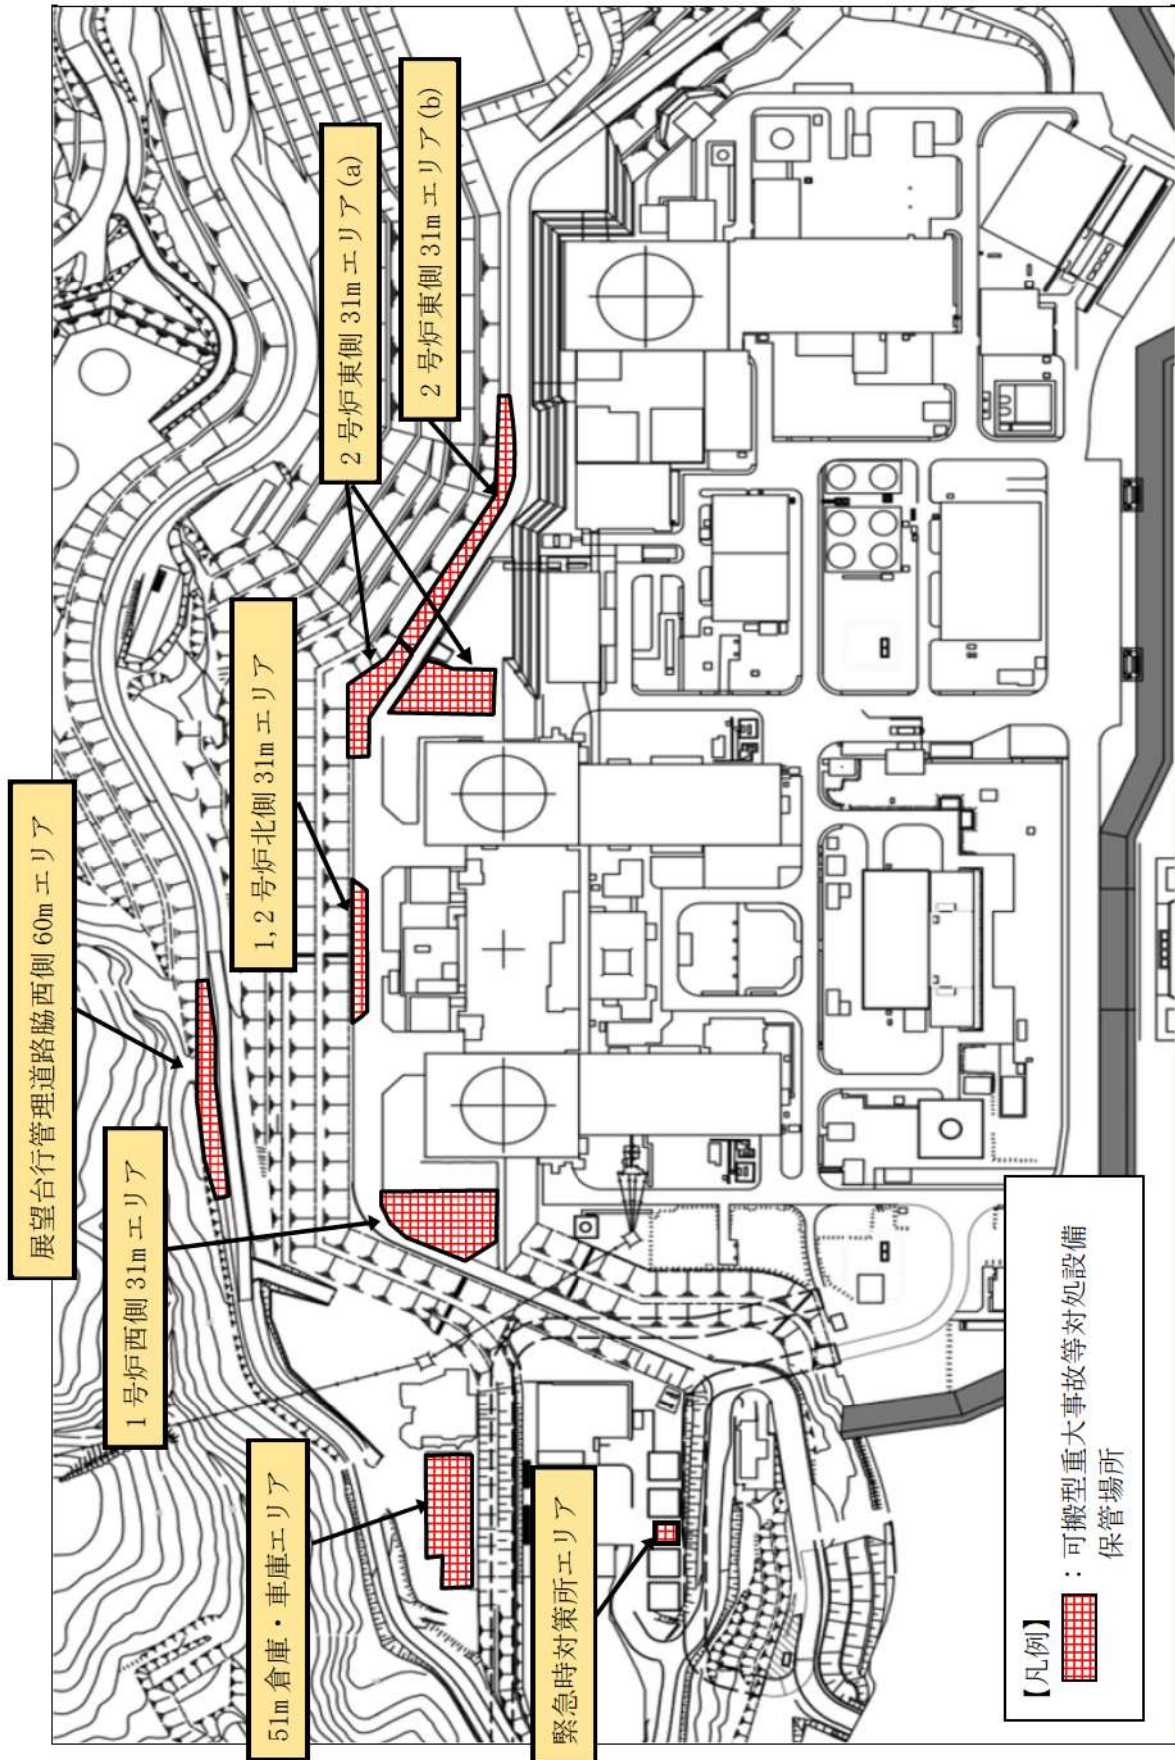 展望台行管理道路脇西側 60m エリア
1 号炉西側 31m エリア
51m 倉庫・車庫エリア
緊急時対策所エリア
1,2 号炉北側 31m エリア
2 号炉東側 31m エリア(a)
2 号炉東側 31m エリア(b)
【凡例】
：可搬型重大事故等対処設備
保管場所